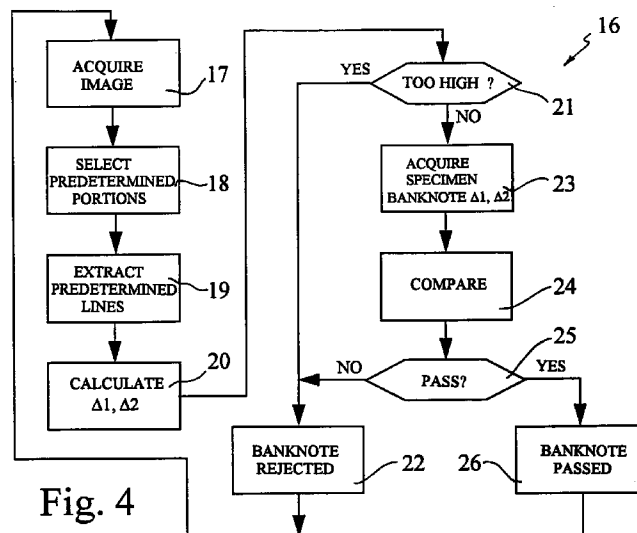 ACQUIRE
IMAGE
17
SELECT
PREDETERMINED
PORTIONS
18
EXTRACT
PREDETERMINED
LINES
19
20
CALCULATE
Δ1, Δ2
16
YES
TOO HIGH ?
21
NO
ACQUIRE
SPECIMEN
BANKNOTE Δ1, Δ2
23
COMPARE
24
25
NO
PASS?
YES
BANKNOTE
REJECTED
22
26
BANKNOTE
PASSED
Fig. 4